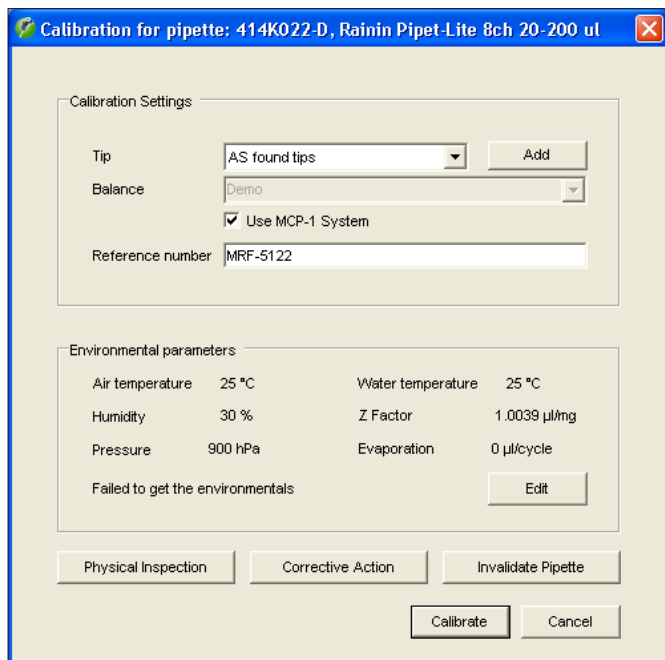 Calibration for pipette: 414K022-D, Rainin Pipet-Lite 8ch 20-200 ul
Calibration Settings
Tip AS found tips Add
Balance Demo
Use MCP-1 System
Reference number MRF-5122
Environmental parameters
Air temperature 25 °C Water temperature 25 °C
Humidity 30 % Z Factor 1.0039 µl/mg
Pressure 900 hPa Evaporation 0 µl/cycle
Failed to get the environmentals Edit
Physical Inspection Corrective Action Invalidate Pipette
Calibrate Cancel